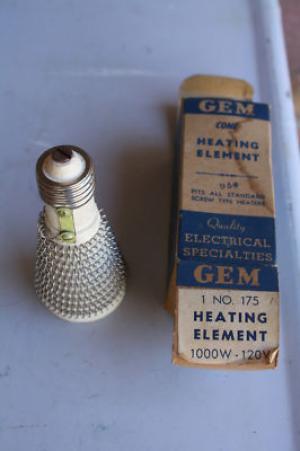 GEM
CONE
HEATING
ELEMENT
FITS ALL STANDARD
SCREW TYPE HEATERS
Quality
ELECTRICAL
SPECIALTIES
GEM
1 NO. 175
HEATING
ELEMENT
1000W-120V